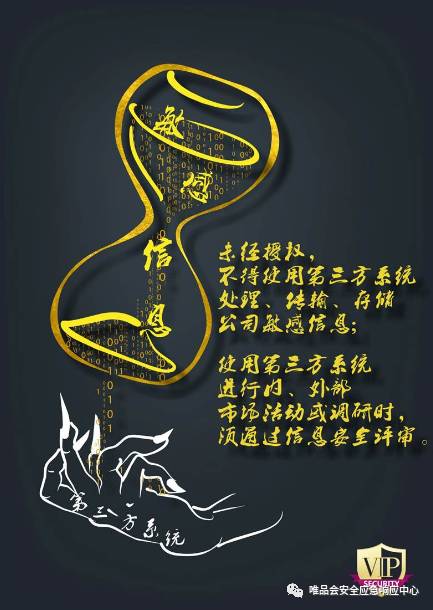 敏
感
信
息
未经授权，
不得使用第三方系统
处理、传输、存储
公司敏感信息；
使用第三方系统
进行内、外部
市场活动或调研时，
须通过信息安全评审。
第三方系统
VIP
SECURITY
唯品会安全应急响应中心